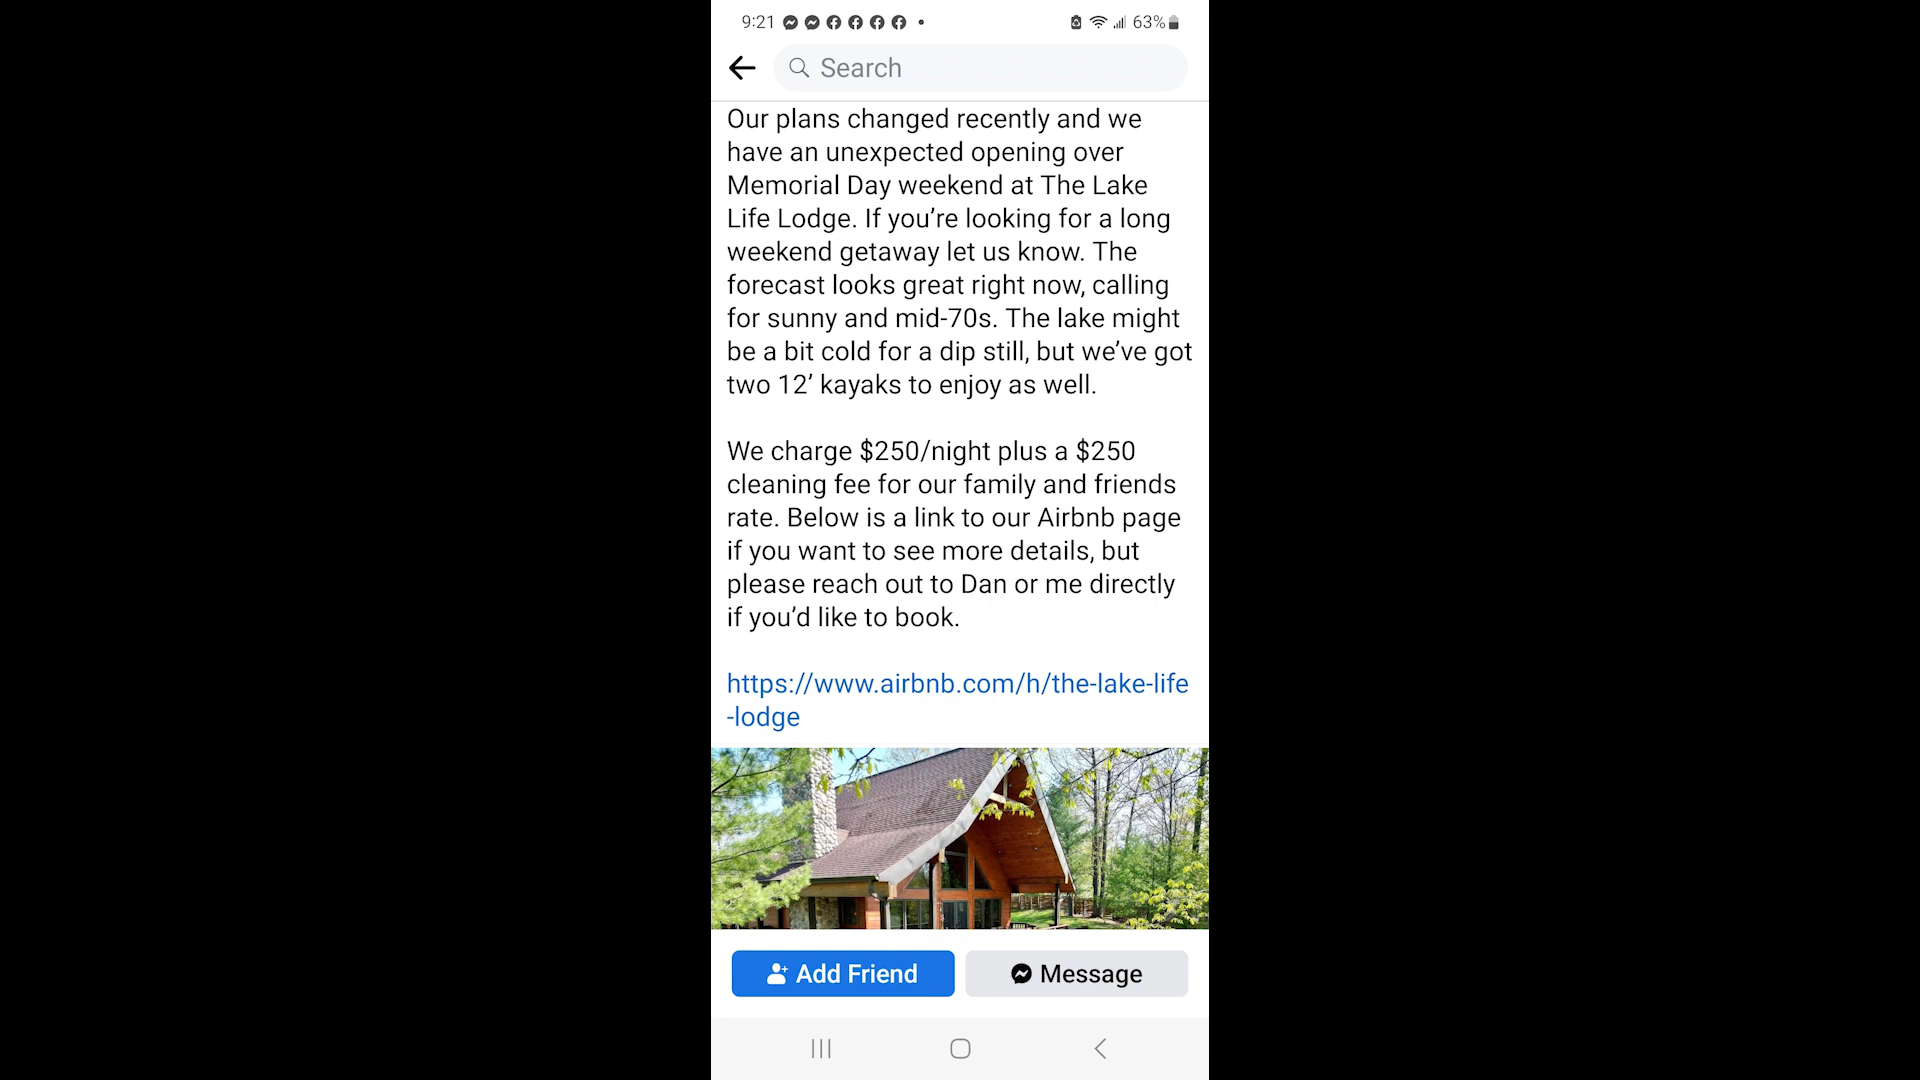 9:21
63%
Search
Our plans changed recently and we
have an unexpected opening over
Memorial Day weekend at The Lake
Life Lodge. If you’re looking for a long
weekend getaway let us know. The
forecast looks great right now, calling
for sunny and mid-70s. The lake might
be a bit cold for a dip still, but we’ve got
two 12’ kayaks to enjoy as well.
We charge $250/night plus a $250
cleaning fee for our family and friends
rate. Below is a link to our Airbnb page
if you want to see more details, but
please reach out to Dan or me directly
if you’d like to book.
https://www.airbnb.com/h/the-lake-life
-lodge
Add Friend
Message